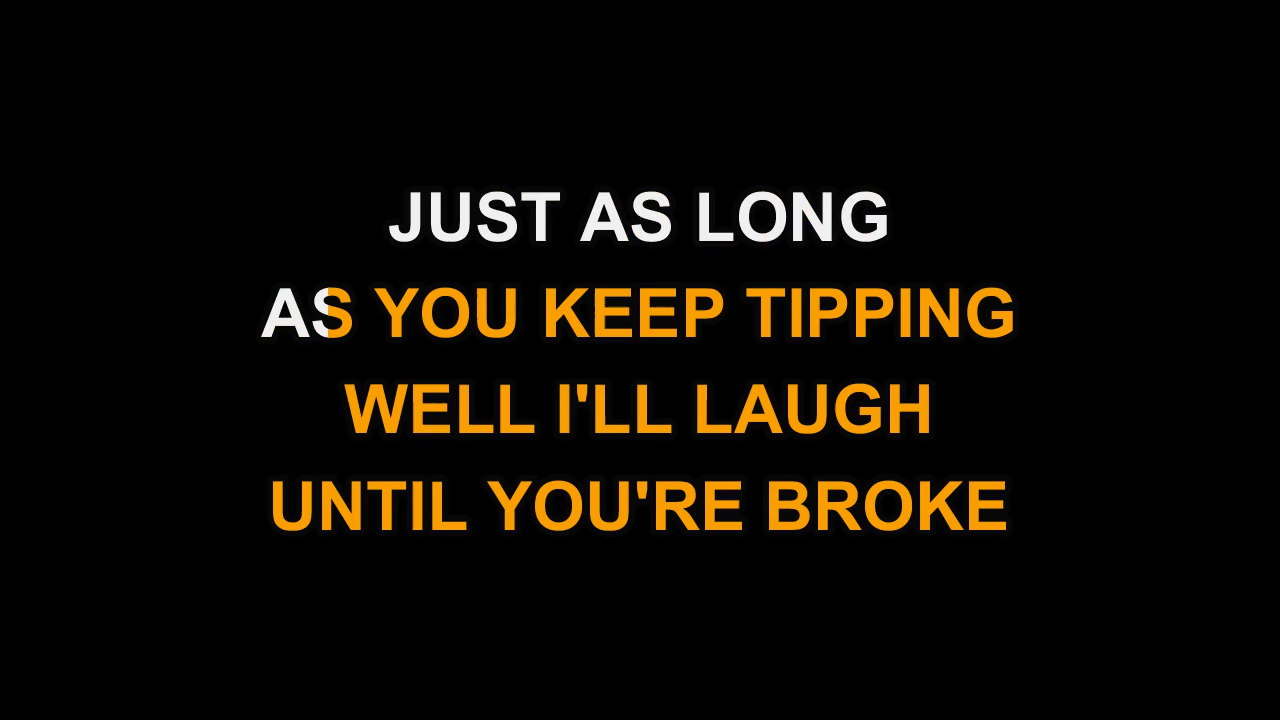 JUST AS LONG
AS YOU KEEP TIPPING
WELL I'LL LAUGH
UNTIL YOU'RE BROKE